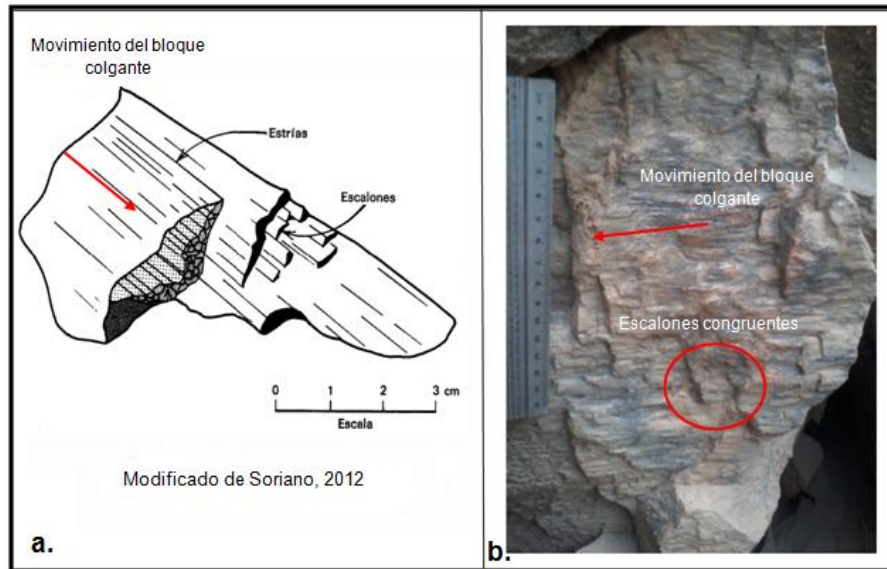 Movimiento del bloque
colgante
Estrías
Escalones
0 1 2 3 cm
Escala
Modificado de Soriano, 2012
a.
Movimiento del bloque
colgante
Escalones congruentes
b.